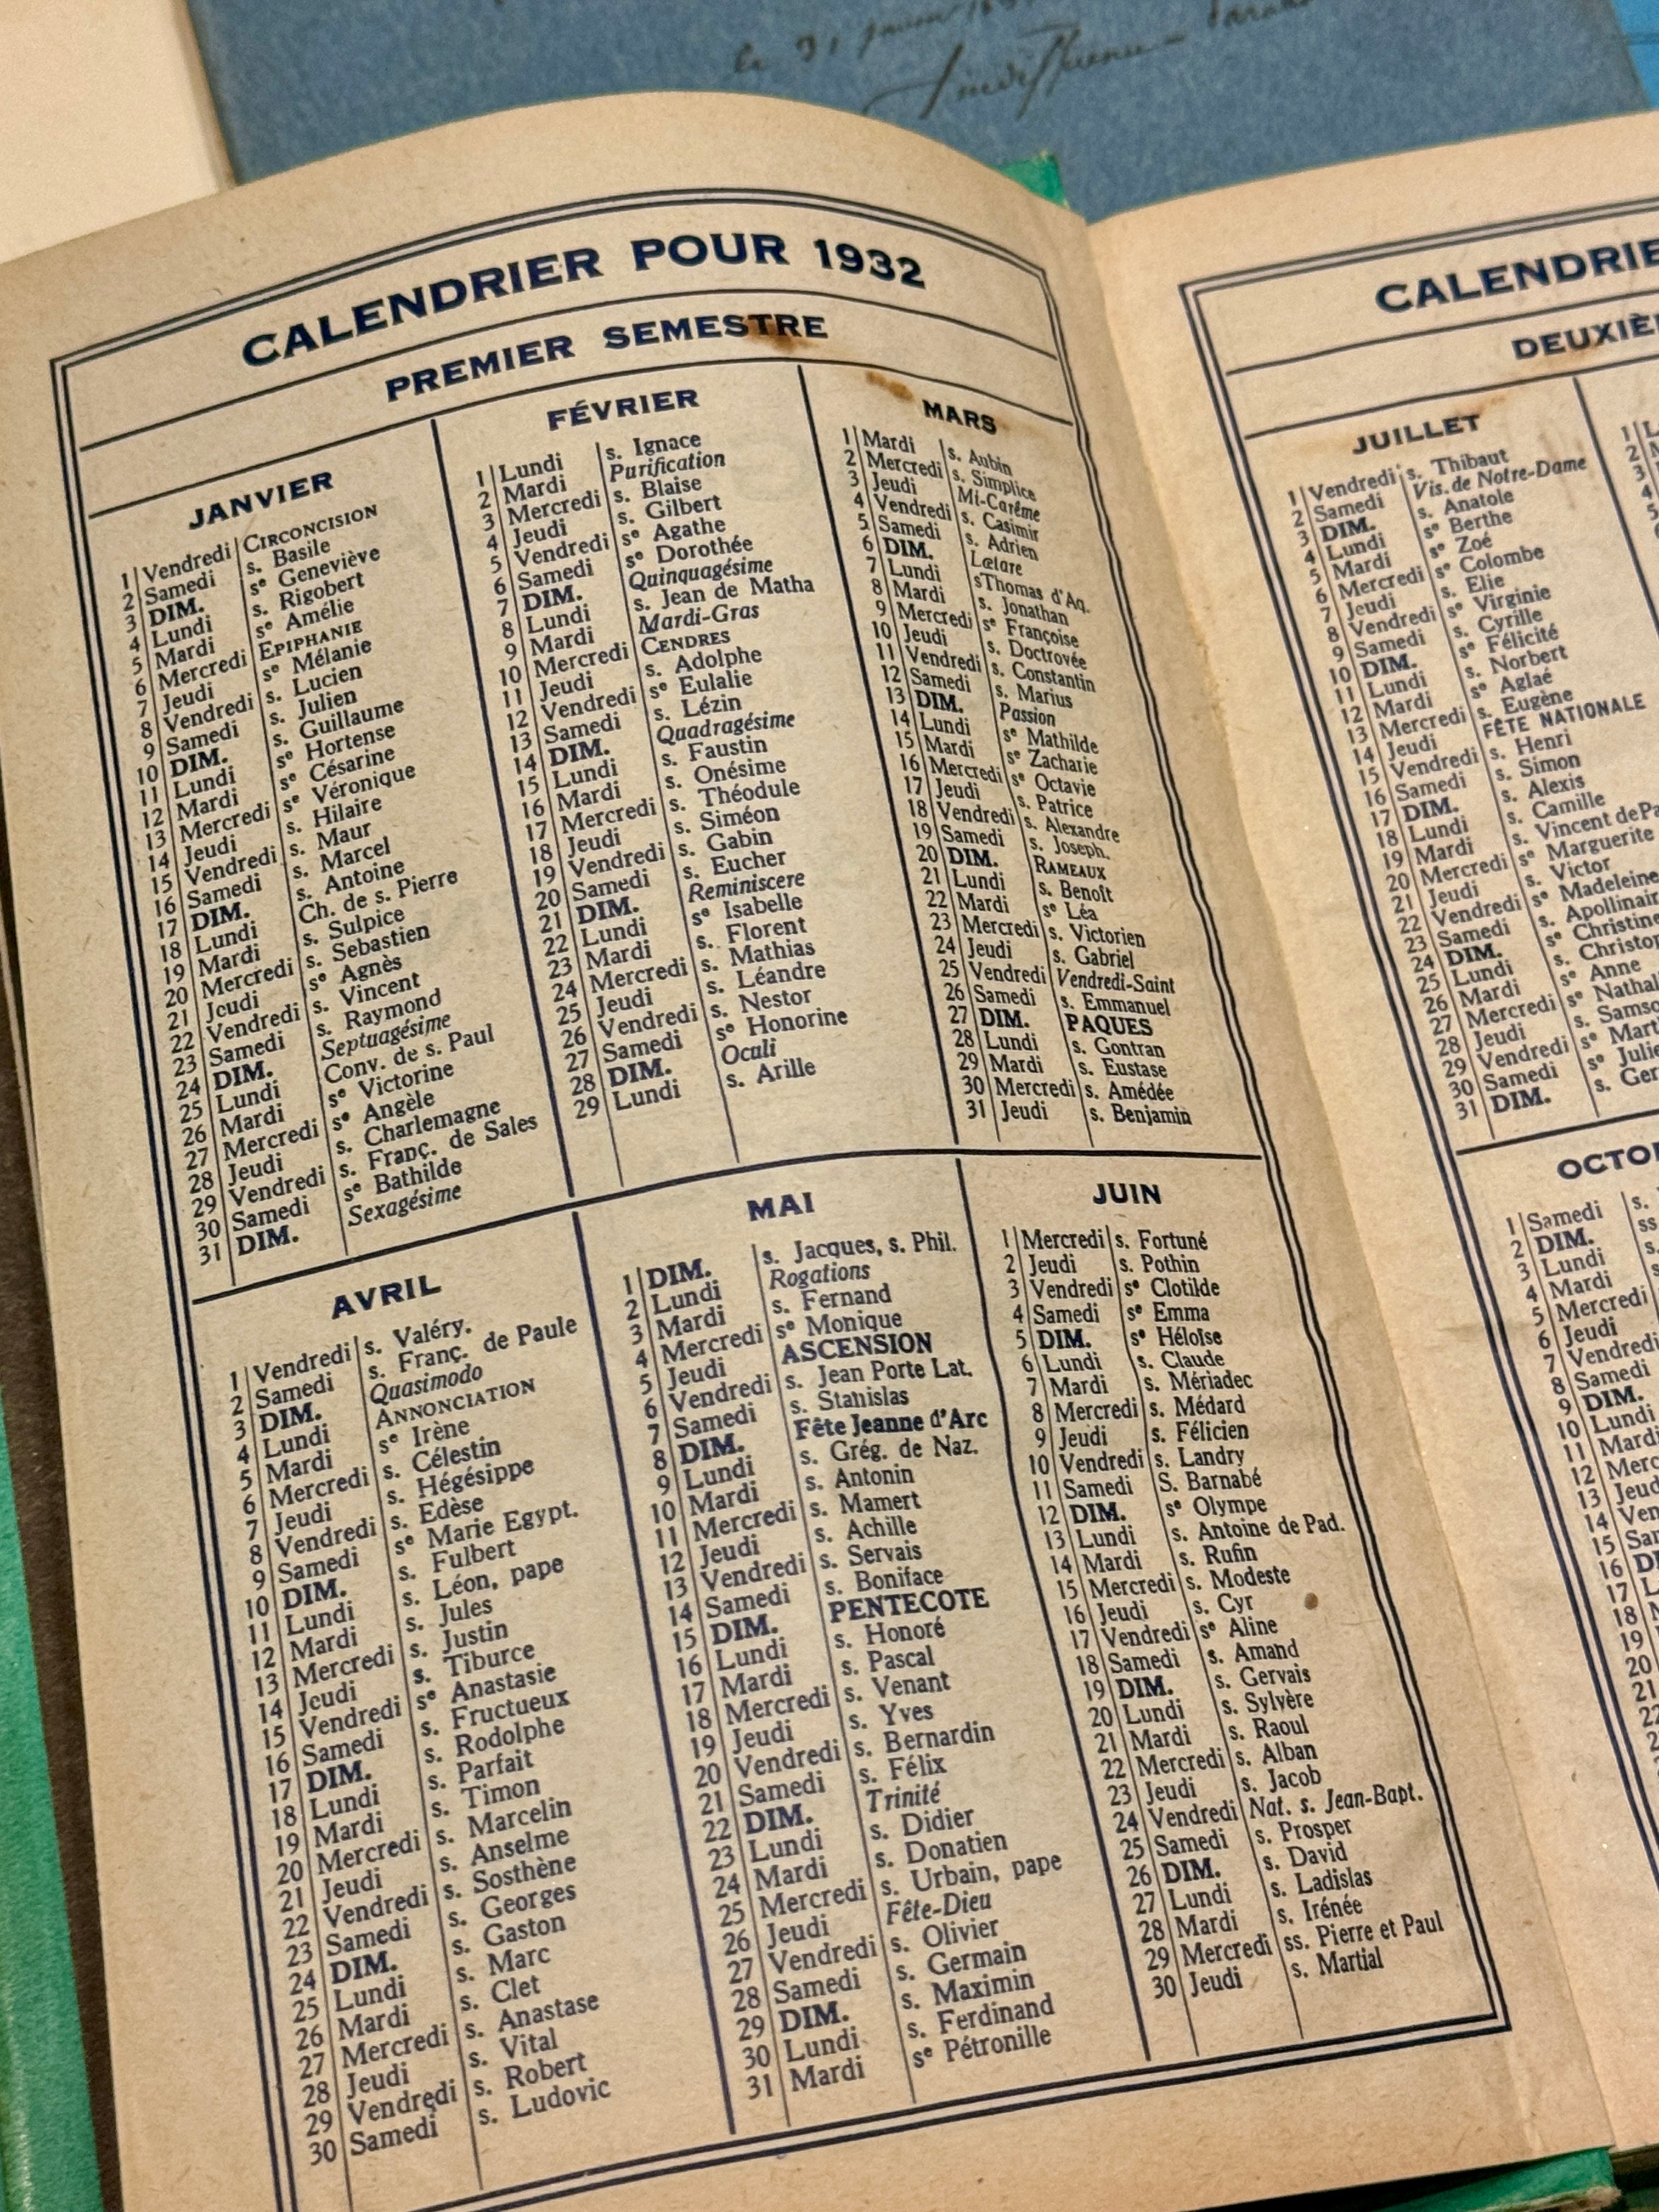 le 31
CALENDRIER POUR 1932
PREMIER SEMESTRE
JANVIER
1 Vendredi CIRCONCISION
2 Samedi s. Basile
3 DIM. sᵉ Geneviève
4 Lundi s. Rigobert
5 Mardi sᵉ Amélie
6 Mercredi EPIPHANIE
7 Jeudi sᵉ Mélanie
8 Vendredi s. Lucien
9 Samedi s. Julien
10 DIM. s. Guillaume
11 Lundi sᵉ Hortense
12 Mardi sᵉ Césarine
13 Mercredi sᵉ Véronique
14 Jeudi s. Hilaire
15 Vendredi s. Maur
16 Samedi s. Marcel
17 DIM. s. Antoine
18 Lundi Ch. de s. Pierre
19 Mardi s. Sulpice
20 Mercredi s. Sebastien
21 Jeudi sᵉ Agnès
22 Vendredi s. Vincent
23 Samedi s. Raymond
24 DIM. Septuagésime
25 Lundi Conv. de s. Paul
26 Mardi sᵉ Victorine
27 Mercredi sᵉ Angèle
28 Jeudi s. Charlemagne
29 Vendredi s. Franç. de Sales
30 Samedi sᵉ Bathilde
31 DIM. Sexagésime
FÉVRIER
1 Lundi s. Ignace
2 Mardi Purification
3 Mercredi s. Blaise
4 Jeudi s. Gilbert
5 Vendredi sᵉ Agathe
6 Samedi sᵉ Dorothée
7 DIM. Quinquagésime
8 Lundi s. Jean de Matha
9 Mardi Mardi-Gras
10 Mercredi CENDRES
11 Jeudi s. Adolphe
12 Vendredi sᵉ Eulalie
13 Samedi s. Lézin
14 DIM. Quadragésime
15 Lundi s. Faustin
16 Mardi s. Onésime
17 Mercredi s. Théodule
18 Jeudi s. Siméon
19 Vendredi s. Gabin
20 Samedi s. Eucher
21 DIM. Reminiscere
22 Lundi sᵉ Isabelle
23 Mardi s. Florent
24 Mercredi s. Mathias
25 Jeudi s. Léandre
26 Vendredi s. Nestor
27 Samedi sᵉ Honorine
28 DIM. Oculi
29 Lundi s. Arille
MARS
1 Mardi s. Aubin
2 Mercredi s. Simplice
3 Jeudi Mi-Carême
4 Vendredi s. Casimir
5 Samedi s. Adrien
6 DIM. Lætare
7 Lundi sThomas d'Aq.
8 Mardi s. Jonathan
9 Mercredi sᵉ Françoise
10 Jeudi s. Doctrovée
11 Vendredi s. Constantin
12 Samedi s. Marius
13 DIM. Passion
14 Lundi sᵉ Mathilde
15 Mardi sᵉ Zacharie
16 Mercredi sᵉ Octavie
17 Jeudi s. Patrice
18 Vendredi s. Alexandre
19 Samedi s. Joseph.
20 DIM. RAMEAUX
21 Lundi s. Benoît
22 Mardi sᵉ Léa
23 Mercredi s. Victorien
24 Jeudi s. Gabriel
25 Vendredi Vendredi-Saint
26 Samedi s. Emmanuel
27 DIM. PAQUES
28 Lundi s. Gontran
29 Mardi s. Eustase
30 Mercredi s. Amédée
31 Jeudi s. Benjamin
AVRIL
1 Vendredi s. Valéry.
2 Samedi s. Franç. de Paule
3 DIM. Quasimodo
4 Lundi ANNONCIATION
5 Mardi sᵉ Irène
6 Mercredi s. Célestin
7 Jeudi s. Hégésippe
8 Vendredi s. Edèse
9 Samedi sᵉ Marie Egypt.
10 DIM. s. Fulbert
11 Lundi s. Léon, pape
12 Mardi s. Jules
13 Mercredi s. Justin
14 Jeudi s. Tiburce
15 Vendredi sᵉ Anastasie
16 Samedi s. Fructueux
17 DIM. s. Rodolphe
18 Lundi s. Parfait
19 Mardi s. Timon
20 Mercredi s. Marcelin
21 Jeudi s. Anselme
22 Vendredi s. Sosthène
23 Samedi s. Georges
24 DIM. s. Gaston
25 Lundi s. Marc
26 Mardi s. Clet
27 Mercredi s. Anastase
28 Jeudi s. Vital
29 Vendredi s. Robert
30 Samedi s. Ludovic
MAI
1 DIM. s. Jacques, s. Phil.
2 Lundi Rogations
3 Mardi s. Fernand
4 Mercredi sᵉ Monique
5 Jeudi ASCENSION
6 Vendredi s. Jean Porte Lat.
7 Samedi s. Stanislas
8 DIM. Fête Jeanne d'Arc
9 Lundi s. Grég. de Naz.
10 Mardi s. Antonin
11 Mercredi s. Mamert
12 Jeudi s. Achille
13 Vendredi s. Servais
14 Samedi s. Boniface
15 DIM. PENTECOTE
16 Lundi s. Honoré
17 Mardi s. Pascal
18 Mercredi s. Venant
19 Jeudi s. Yves
20 Vendredi s. Bernardin
21 Samedi s. Félix
22 DIM. Trinité
23 Lundi s. Didier
24 Mardi s. Donatien
25 Mercredi s. Urbain, pape
26 Jeudi Fête-Dieu
27 Vendredi s. Olivier
28 Samedi s. Germain
29 DIM. s. Maximin
30 Lundi s. Ferdinand
31 Mardi sᵉ Pétronille
JUIN
1 Mercredi s. Fortuné
2 Jeudi s. Pothin
3 Vendredi sᵉ Clotilde
4 Samedi sᵉ Emma
5 DIM. sᵉ Héloïse
6 Lundi s. Claude
7 Mardi s. Mériadec
8 Mercredi s. Médard
9 Jeudi s. Félicien
10 Vendredi s. Landry
11 Samedi S. Barnabé
12 DIM. sᵉ Olympe
13 Lundi s. Antoine de Pad.
14 Mardi s. Rufin
15 Mercredi s. Modeste
16 Jeudi s. Cyr
17 Vendredi sᵉ Aline
18 Samedi s. Amand
19 DIM. s. Gervais
20 Lundi s. Sylvère
21 Mardi s. Raoul
22 Mercredi s. Alban
23 Jeudi s. Jacob
24 Vendredi Nat. s. Jean-Bapt.
25 Samedi s. Prosper
26 DIM. s. David
27 Lundi s. Ladislas
28 Mardi s. Irénée
29 Mercredi ss. Pierre et Paul
30 Jeudi s. Martial
CALENDRIE
DEUXIÈ
JUILLET
1 Vendredi s. Thibaut
2 Samedi Vis. de Notre-Dame
3 DIM. s. Anatole
4 Lundi sᵉ Berthe
5 Mardi sᵉ Zoé
6 Mercredi sᵉ Colombe
7 Jeudi s. Elie
8 Vendredi sᵉ Virginie
9 Samedi s. Cyrille
10 DIM. sᵉ Félicité
11 Lundi s. Norbert
12 Mardi sᵉ Aglaé
13 Mercredi s. Eugène
14 Jeudi FÊTE NATIONALE
15 Vendredi s. Henri
16 Samedi s. Simon
17 DIM. s. Alexis
18 Lundi s. Camille
19 Mardi s. Vincent de Pa
20 Mercredi sᵉ Marguerite
21 Jeudi s. Victor
22 Vendredi sᵉ Madeleine
23 Samedi s. Apollinair
24 DIM. sᵉ Christine
25 Lundi s. Christo
26 Mardi sᵉ Anne
27 Mercredi sᵉ Nathal
28 Jeudi s. Samso
29 Vendredi sᵉ Mart
30 Samedi sᵉ Julie
31 DIM. s. Ger
OCTO
1 Samedi s.
2 DIM. ss
3 Lundi s.
4 Mardi
5 Mercredi
6 Jeudi
7 Vendredi
8 Samedi
9 DIM.
10 Lundi
11 Mardi
12 Merc
13 Jeud
14 Ven
15 Sa
16 D
17 L
18
19
20
21